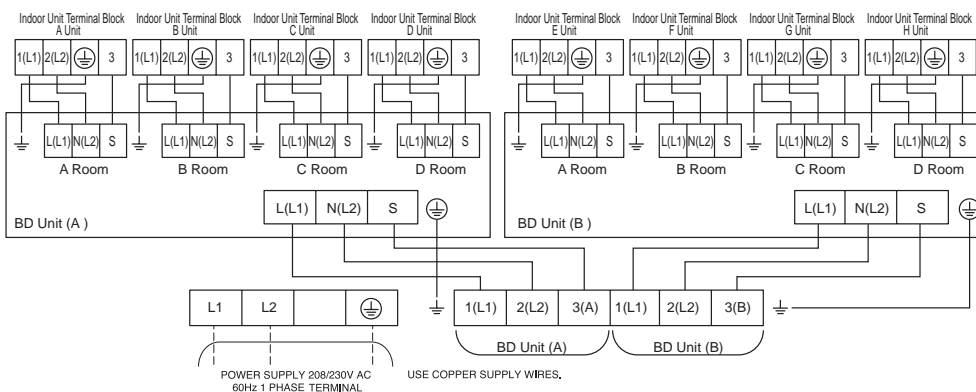 Indoor Unit Terminal Block Indoor Unit Terminal Block Indoor Unit Terminal Block Indoor Unit Terminal Block Indoor Unit Terminal Block Indoor Unit Terminal Block Indoor Unit Terminal Block Indoor Unit Terminal Block
A Unit B Unit C Unit D Unit E Unit F Unit G Unit H Unit
1(L1) 2(L2) 3 1(L1) 2(L2) 3 1(L1) 2(L2) 3 1(L1) 2(L2) 3 1(L1) 2(L2) 3 1(L1) 2(L2) 3 1(L1) 2(L2) 3 1(L1) 2(L2) 3
L(L1) N(L2) S L(L1) N(L2) S L(L1) N(L2) S L(L1) N(L2) S L(L1) N(L2) S L(L1) N(L2) S L(L1) N(L2) S L(L1) N(L2) S
A Room B Room C Room D Room A Room B Room C Room D Room
L(L1) N(L2) S L(L1) N(L2) S
BD Unit (A ) BD Unit (B )
L1 L2 1(L1) 2(L2) 3(A) 1(L1) 2(L2) 3(B)
BD Unit (A) BD Unit (B)
POWER SUPPLY 208/230V AC USE COPPER SUPPLY WIRES.
60Hz 1 PHASE TERMINAL